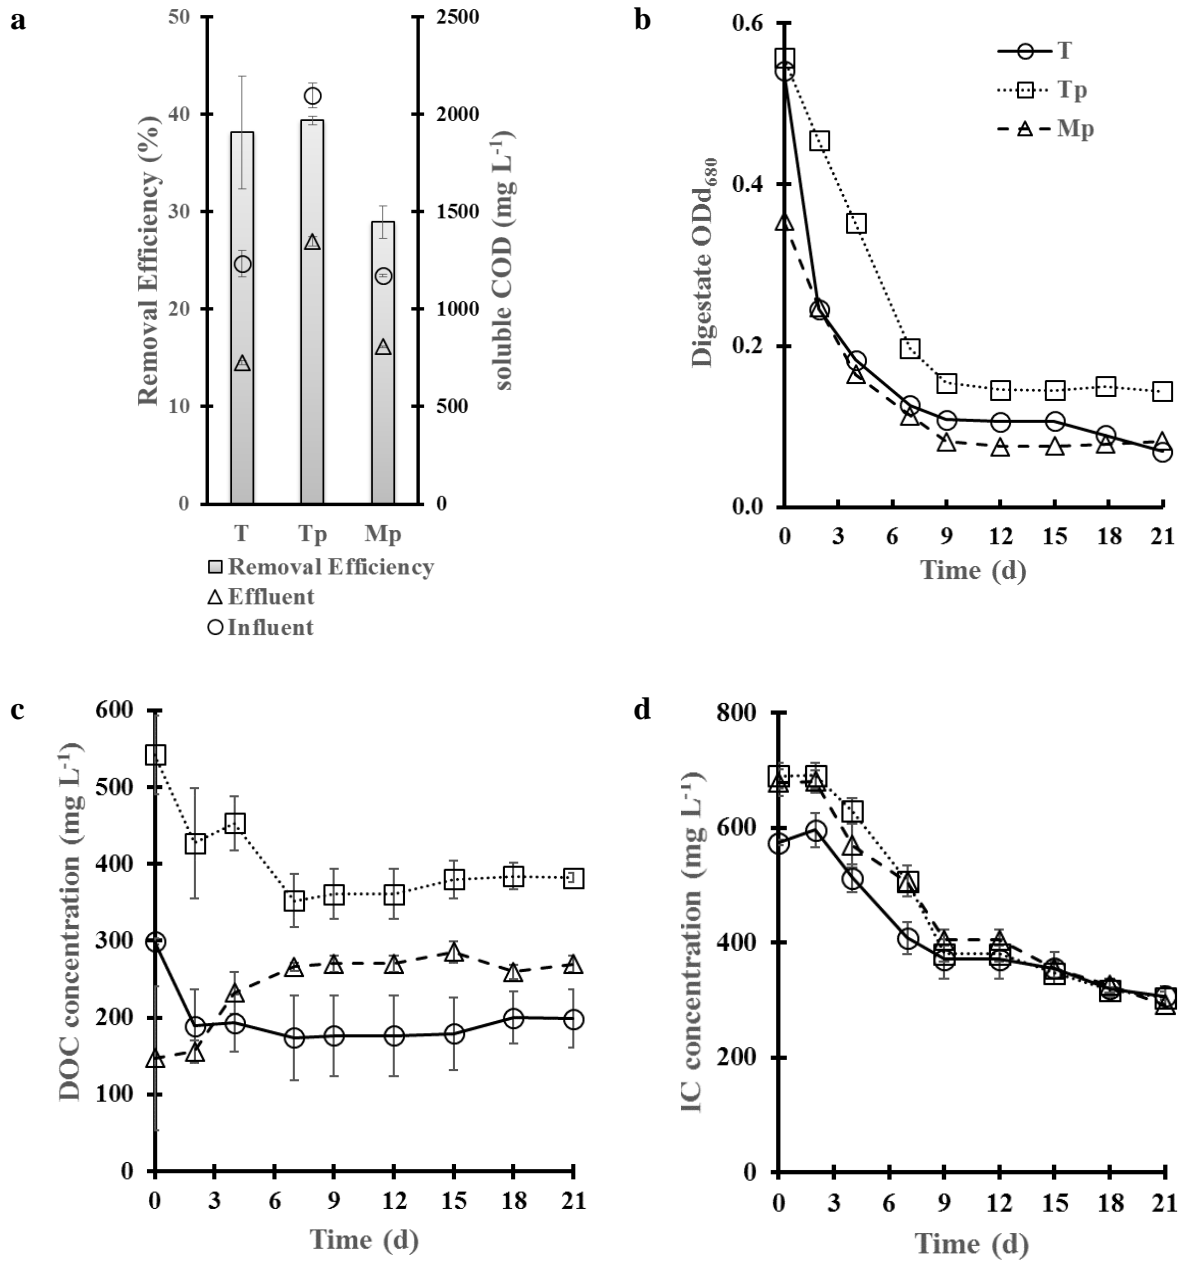 a
50
40
30
20
10
0
Removal Efficiency (%)
2500
2000
1500
1000
500
0
soluble COD (mg L-1)
T Tp Mp
Removal Efficiency
Effluent
Influent
b
0.6
0.4
0.2
0.0
Digestate ODd680
T
Tp
Mp
0 3 6 9 12 15 18 21
Time (d)
c
600
500
400
300
200
100
0
DOC concentration (mg L-1)
0 3 6 9 12 15 18 21
Time (d)
d
800
600
400
200
0
IC concentration (mg L-1)
0 3 6 9 12 15 18 21
Time (d)